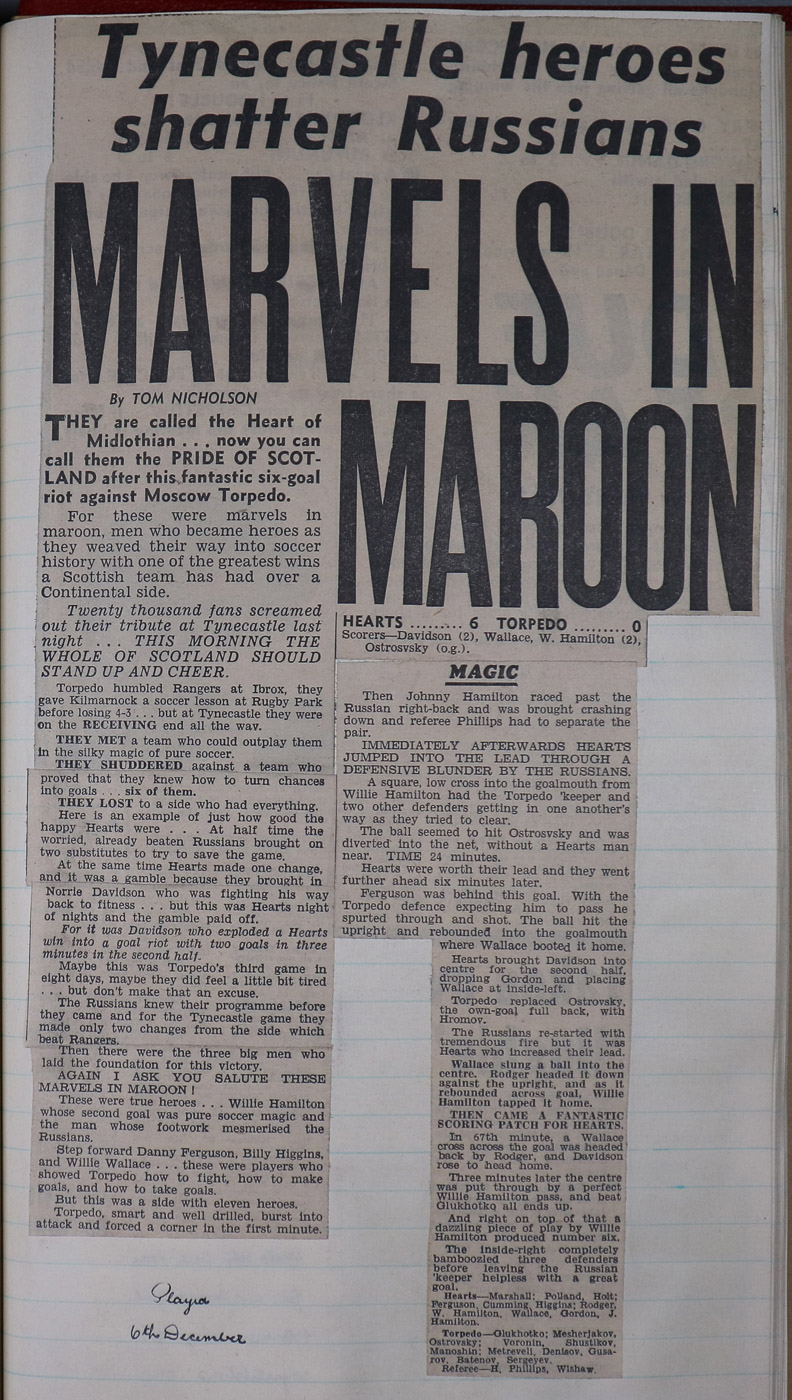 Tynecastle heroes
shatter Russians
MARVELS IN
MAROON
By TOM NICHOLSON
THEY are called the Heart of
Midlothian . . . now you can
call them the PRIDE OF SCOT-
LAND after this fantastic six-goal
riot against Moscow Torpedo.
For these were marvels in
maroon, men who became heroes as
they weaved their way into soccer
history with one of the greatest wins
a Scottish team has had over a
Continental side.
Twenty thousand fans screamed
out their tribute at Tynecastle last
night . . . THIS MORNING THE
WHOLE OF SCOTLAND SHOULD
STAND UP AND CHEER.
Torpedo humbled Rangers at Ibrox, they
gave Kilmarnock a soccer lesson at Rugby Park
before losing 4-3 . . . but at Tynecastle they were
on the RECEIVING end all the way.
THEY MET a team who could outplay them
in the silky magic of pure soccer.
THEY SHUDDERED against a team who
proved that they knew how to turn chances
into goals . . . six of them.
THEY LOST to a side who had everything.
Here is an example of just how good the
happy Hearts were . . . At half time the
worried, already beaten Russians brought on
two substitutes to try to save the game.
At the same time Hearts made one change,
and it was a gamble because they brought in
Norrie Davidson who was fighting his way
back to fitness . . . but this was Hearts night
of nights and the gamble paid off.
For it was Davidson who exploded a Hearts
win into a goal riot with two goals in three
minutes in the second half.
Maybe this was Torpedo's third game in
eight days, maybe they did feel a little bit tired
. . . but don't make that an excuse.
The Russians knew their programme before
they came and for the Tynecastle game they
made only two changes from the side which
beat Rangers.
Then there were the three big men who
laid the foundation for this victory.
AGAIN I ASK YOU SALUTE THESE
MARVELS IN MAROON !
These were true heroes . . . Willie Hamilton
whose second goal was pure soccer magic and
the man whose footwork mesmerised the
Russians.
Step forward Danny Ferguson, Billy Higgins,
and Willie Wallace . . . these were players who
showed Torpedo how to fight, how to make
goals, and how to take goals.
But this was a side with eleven heroes.
Torpedo, smart and well drilled, burst into
attack and forced a corner in the first minute.
HEARTS ......... 6 TORPEDO ......... 0
Scorers—Davidson (2), Wallace, W. Hamilton (2),
Ostrosvsky (o.g.).
MAGIC
Then Johnny Hamilton raced past the
Russian right-back and was brought crashing
down and referee Phillips had to separate the
pair.
IMMEDIATELY AFTERWARDS HEARTS
JUMPED INTO THE LEAD THROUGH A
DEFENSIVE BLUNDER BY THE RUSSIANS.
A square, low cross into the goalmouth from
Willie Hamilton had the Torpedo 'keeper and
two other defenders getting in one another's
way as they tried to clear.
The ball seemed to hit Ostrosvsky and was
diverted into the net, without a Hearts man
near. TIME 24 minutes.
Hearts were worth their lead and they went
further ahead six minutes later.
Ferguson was behind this goal. With the
Torpedo defence expecting him to pass he
spurted through and shot. The ball hit the
upright and rebounded into the goalmouth
where Wallace booted it home.
Hearts brought Davidson into
centre for the second half,
dropping Gordon and placing
Wallace at inside-left.
Torpedo replaced Ostrovsky,
the own-goal full back, with
Hromov.
The Russians re-started with
tremendous fire but it was
Hearts who increased their lead.
Wallace slung a ball into the
centre. Rodger headed it down
against the upright, and as it
rebounded across goal, Willie
Hamilton tapped it home.
THEN CAME A FANTASTIC
SCORING PATCH FOR HEARTS.
In 67th minute, a Wallace
cross across the goal was headed
back by Rodger, and Davidson
rose to head home.
Three minutes later the centre
was put through by a perfect
Willie Hamilton pass, and beat
Glukhotko all ends up.
And right on top of that a
dazzling piece of play by Willie
Hamilton produced number six.
The inside-right completely
bamboozled three defenders
before leaving the Russian
'keeper helpless with a great
goal.
Hearts—Marshall; Polland, Holt;
Ferguson, Cumming, Higgins; Rodger,
W. Hamilton, Wallace, Gordon, J.
Hamilton.
Torpedo—Glukhotko; Mesherjakov,
Ostrovsky; Voronin, Shustikov,
Manoshin; Metreveli, Denisov, Gusa-
rov, Batenov, Sergeyev.
Referee—H. Phillips, Wishaw.
Played
6th December